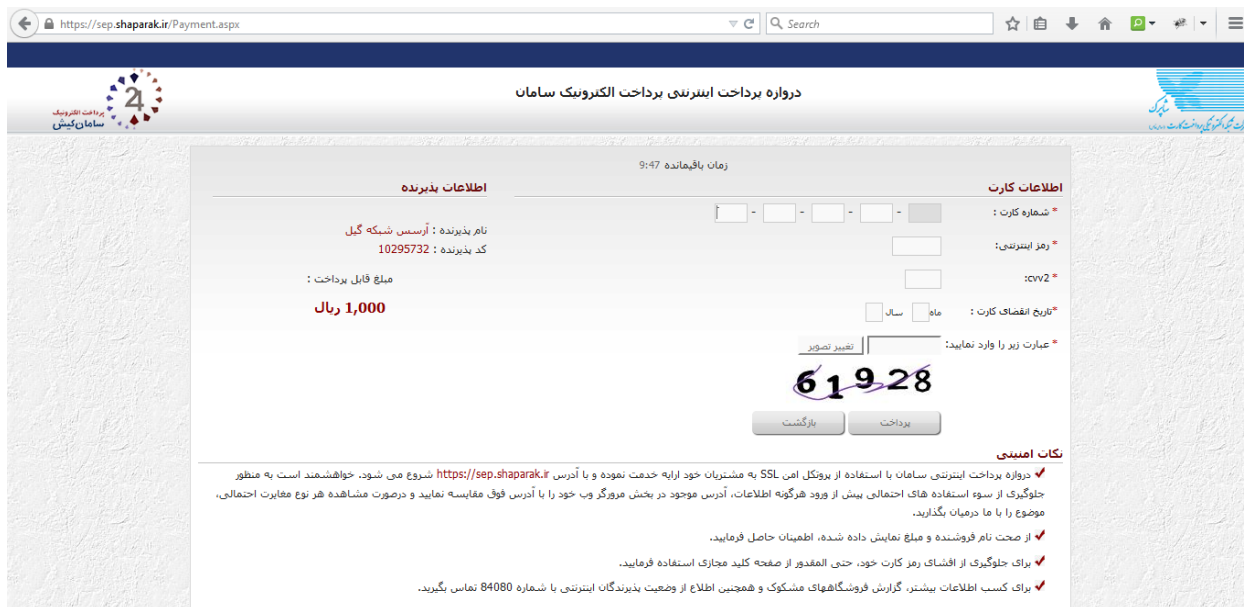 https://sep.shaparak.ir/Payment.aspx
Search
دروازه پرداخت اینترنتی پرداخت الکترونیک سامان
24
پرداخت الکترونیک
سامان‌کیش
شاپرک
زمان باقیمانده 9:47
اطلاعات کارت
* شماره کارت :
- - - -
* رمز اینترنتی:
* cvv2:
*تاریخ انقضای کارت : ماه سال
* عبارت زیر را وارد نمایید: تغییر تصویر
61928
پرداخت بازگشت
اطلاعات پذیرنده
نام پذیرنده : آرسس شبکه گیل
کد پذیرنده : 10295732
مبلغ قابل پرداخت :
1,000 ریال
نکات امنیتی
دروازه پرداخت اینترنتی سامان با استفاده از پروتکل امن SSL به مشتریان خود ارایه خدمت نموده و با آدرس https://sep.shaparak.ir شروع می شود. خواهشمند است به منظور
جلوگیری از سوء استفاده های احتمالی پیش از ورود هرگونه اطلاعات، آدرس موجود در بخش مرورگر وب خود را با آدرس فوق مقایسه نمایید و درصورت مشاهده هر نوع مغایرت احتمالی،
موضوع را با ما درمیان بگذارید.
از صحت نام فروشنده و مبلغ نمایش داده شده، اطمینان حاصل فرمایید.
برای جلوگیری از افشای رمز کارت خود، حتی المقدور از صفحه کلید مجازی استفاده فرمایید.
برای کسب اطلاعات بیشتر، گزارش فروشگاههای مشکوک و همچنین اطلاع از وضعیت پذیرندگان اینترنتی با شماره 84080 تماس بگیرید.